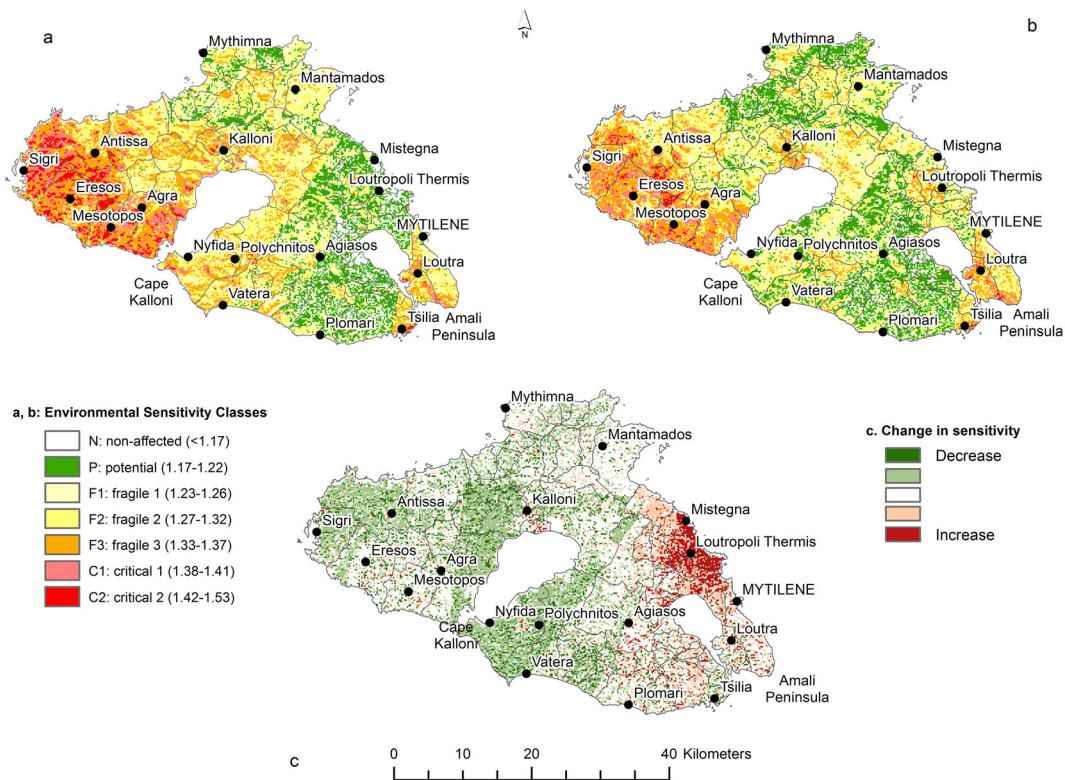 a
Mythimna
Mantamados
Antissa
Kalloni
Sigri
Mistegna
Eresos
Agra
Loutropoli Thermis
Mesotopos
MYTILENE
Nyfida
Polychnitos
Agiasos
Loutra
Cape
Kalloni
Vatera
Tsilia
Amali
Peninsula
Plomari
N
b
Mythimna
Mantamados
Antissa
Kalloni
Sigri
Mistegna
Eresos
Agra
Loutropoli Thermis
Mesotopos
MYTILENE
Nyfida
Polychnitos
Agiasos
Loutra
Cape
Kalloni
Vatera
Tsilia
Amali
Peninsula
Plomari
a, b: Environmental Sensitivity Classes
N: non-affected (<1.17)
P: potential (1.17-1.22)
F1: fragile 1 (1.23-1.26)
F2: fragile 2 (1.27-1.32)
F3: fragile 3 (1.33-1.37)
C1: critical 1 (1.38-1.41)
C2: critical 2 (1.42-1.53)
Mythimna
Mantamados
Antissa
Kalloni
Sigri
Mistegna
Eresos
Agra
Loutropoli Thermis
Mesotopos
MYTILENE
Nyfida
Polychnitos
Agiasos
Loutra
Cape
Kalloni
Vatera
Tsilia
Amali
Peninsula
Plomari
c. Change in sensitivity
Decrease
Increase
c
0 10 20 40 Kilometers